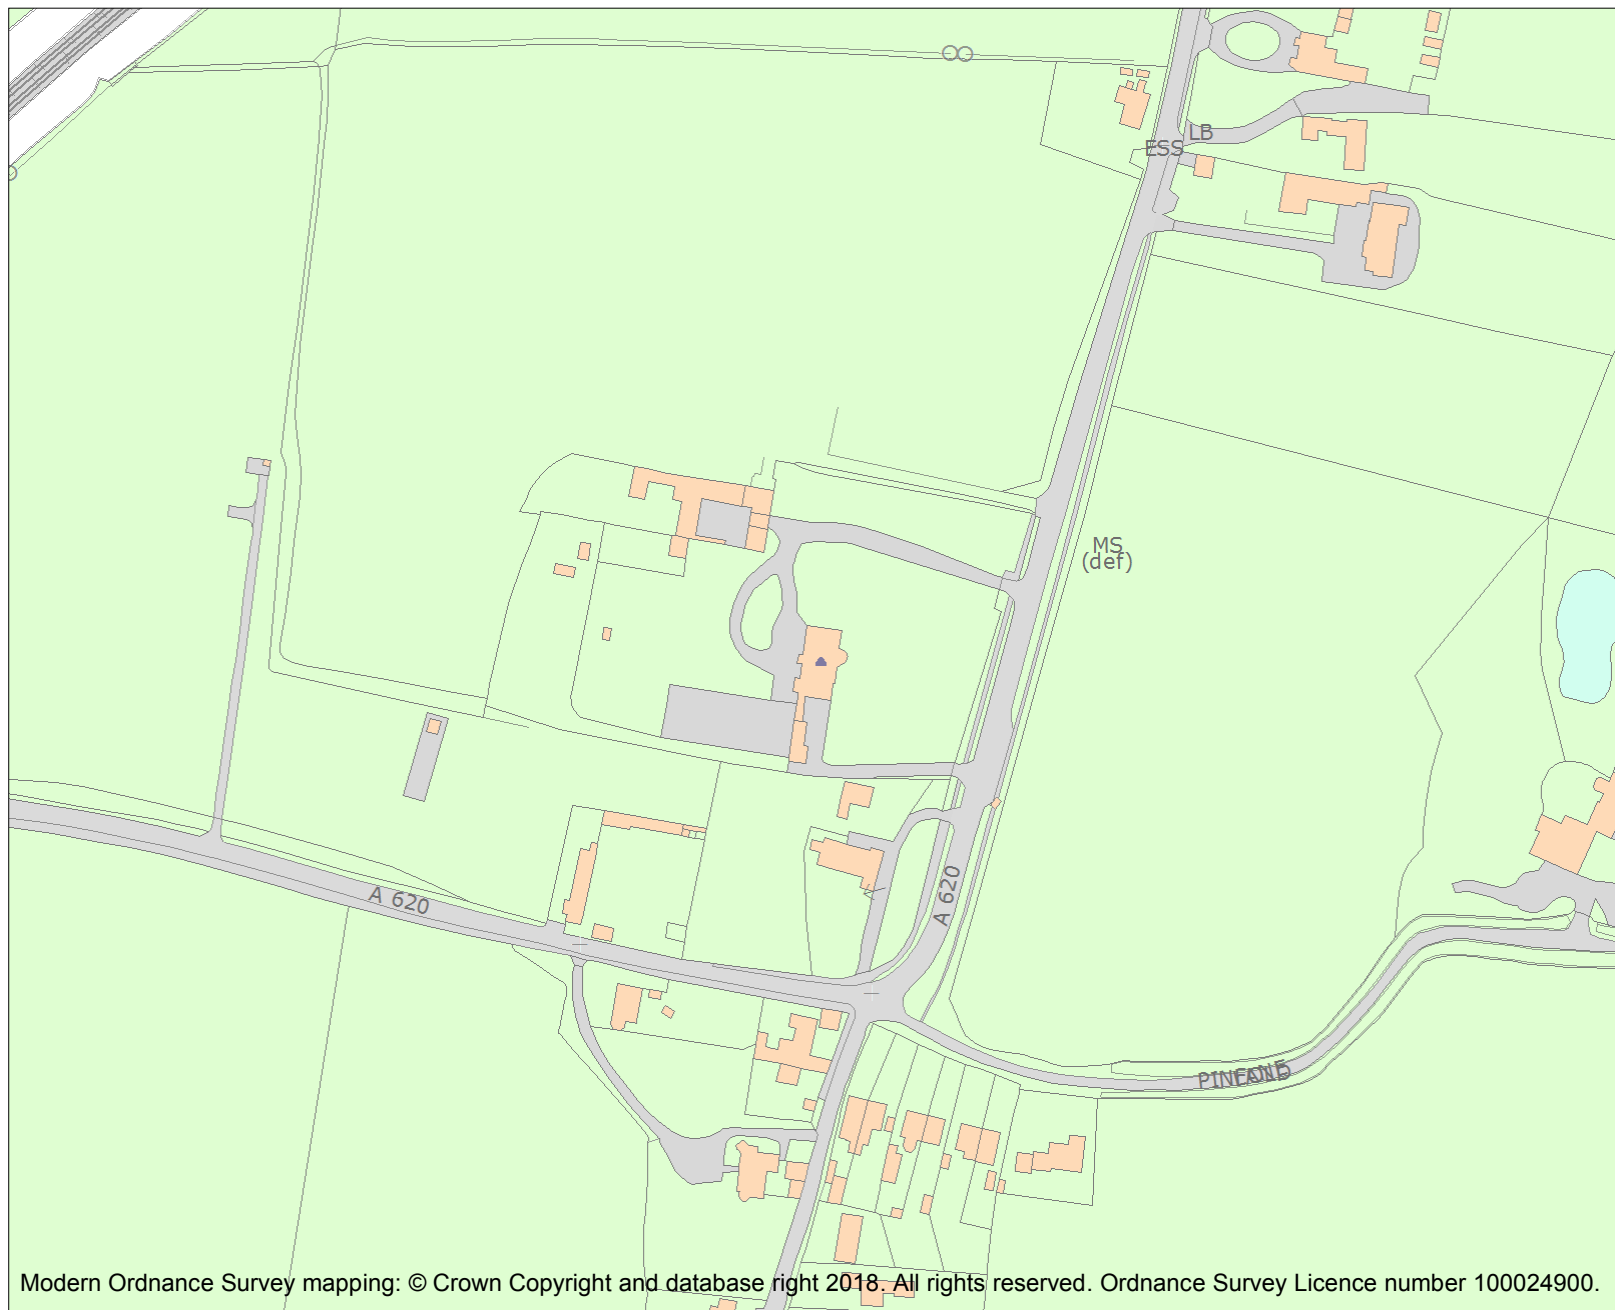 LB
ESS
MS
(def)
A 620
A 620
Modern Ordnance Survey mapping: © Crown Copyright and database right 2018. All rights reserved. Ordnance Survey Licence number 100024900.